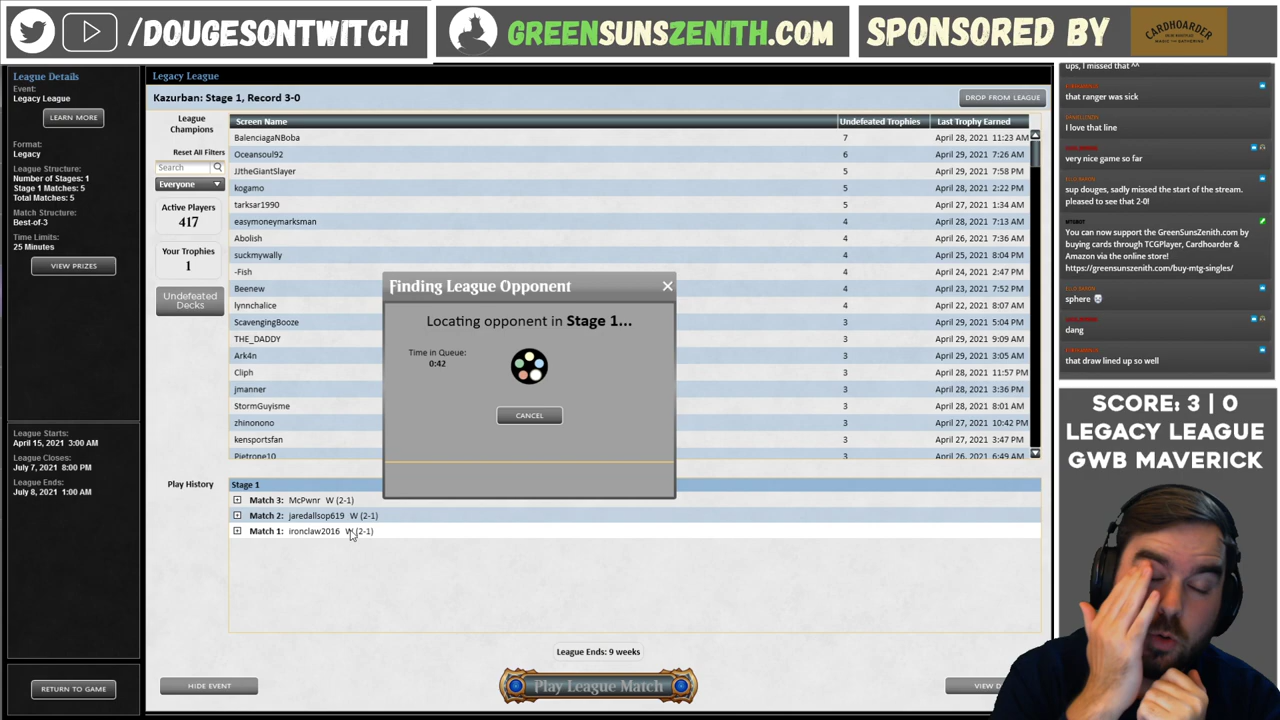 /DOUGESONTWITCH
GREENSUNSZENITH.COM
SPONSORED BY
CARDHOARDER
League Details
Event:
Legacy League
LEARN MORE
Format:
Legacy
League Structure:
Number of Stages: 1
Stage 1 Matches: 5
Total Matches: 5
Match Structure:
Best-of-3
Time Limits:
25 Minutes
VIEW PRIZES
League Starts:
April 15, 2021 3:00 AM
League Closes:
July 7, 2021 8:00 PM
League Ends:
July 8, 2021 1:00 AM
RETURN TO GAME
Legacy League
Kazurban: Stage 1, Record 3-0
DROP FROM LEAGUE
League
Champions
Reset All Filters
Search
Everyone
Active Players
417
Your Trophies
1
Undefeated
Decks
Screen Name Undefeated Trophies Last Trophy Earned
BalenciagaNBoba 7 April 28, 2021 11:23 AM
Oceansoul92 6 April 29, 2021 7:26 AM
JJtheGiantSlayer 5 April 29, 2021 7:58 PM
kogamo 5 April 28, 2021 2:22 PM
tarksar1990 5 April 27, 2021 1:34 AM
easymoneymarksman 4 April 28, 2021 7:13 AM
Abolish 4 April 26, 2021 7:36 AM
suckmywally 4 April 25, 2021 8:04 PM
-Fish 4 April 24, 2021 2:47 PM
Beenew 4 April 23, 2021 7:52 PM
lynnchalice 4 April 22, 2021 8:07 AM
ScavengingBooze 3 April 29, 2021 5:04 PM
THE_DADDY 3 April 29, 2021 9:09 AM
Ark4n 3 April 29, 2021 3:05 AM
Cliph 3 April 28, 2021 11:57 PM
jmanner 3 April 28, 2021 3:36 PM
StormGuyisme 3 April 28, 2021 8:01 AM
zhinonono 3 April 27, 2021 10:42 PM
kensportsfan 3 April 27, 2021 3:47 PM
Pietrone10 3 April 26, 2021 6:49 AM
Finding League Opponent
Locating opponent in Stage 1...
Time in Queue:
0:42
CANCEL
Play History
Stage 1
Match 3: McPwnr W (2-1)
Match 2: jaredallsop619 W (2-1)
Match 1: ironclaw2016 W (2-1)
League Ends: 9 weeks
HIDE EVENT
Play League Match
VIEW D
ups, I missed that ^^
that ranger was sick
I love that line
very nice game so far
sup douges, sadly missed the start of the stream.
pleased to see that 2-0!
You can now support the GreenSunsZenith.com by
buying cards through TCGPlayer, Cardhoarder &
Amazon via the online store!
https://greensunszenith.com/buy-mtg-singles/
sphere
dang
that draw lined up so well
SCORE: 3 | 0
LEGACY LEAGUE
GWB MAVERICK